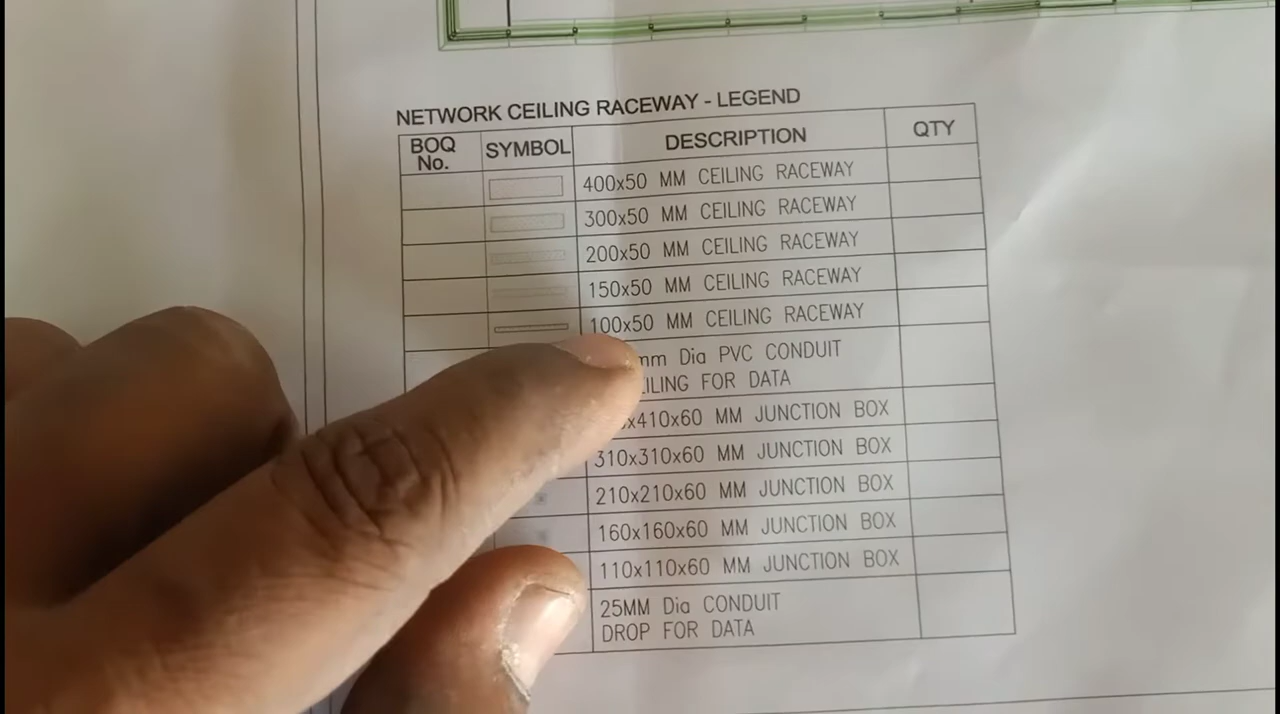 NETWORK CEILING RACEWAY - LEGEND
BOQ No. SYMBOL DESCRIPTION QTY
400x50 MM CEILING RACEWAY
300x50 MM CEILING RACEWAY
200x50 MM CEILING RACEWAY
150x50 MM CEILING RACEWAY
100x50 MM CEILING RACEWAY
mm Dia PVC CONDUIT
FOR DATA
MM JUNCTION BOX
310x310x60 MM JUNCTION BOX
210x210x60 MM JUNCTION BOX
160x160x60 MM JUNCTION BOX
110x110x60 MM JUNCTION BOX
25MM Dia CONDUIT
DROP FOR DATA